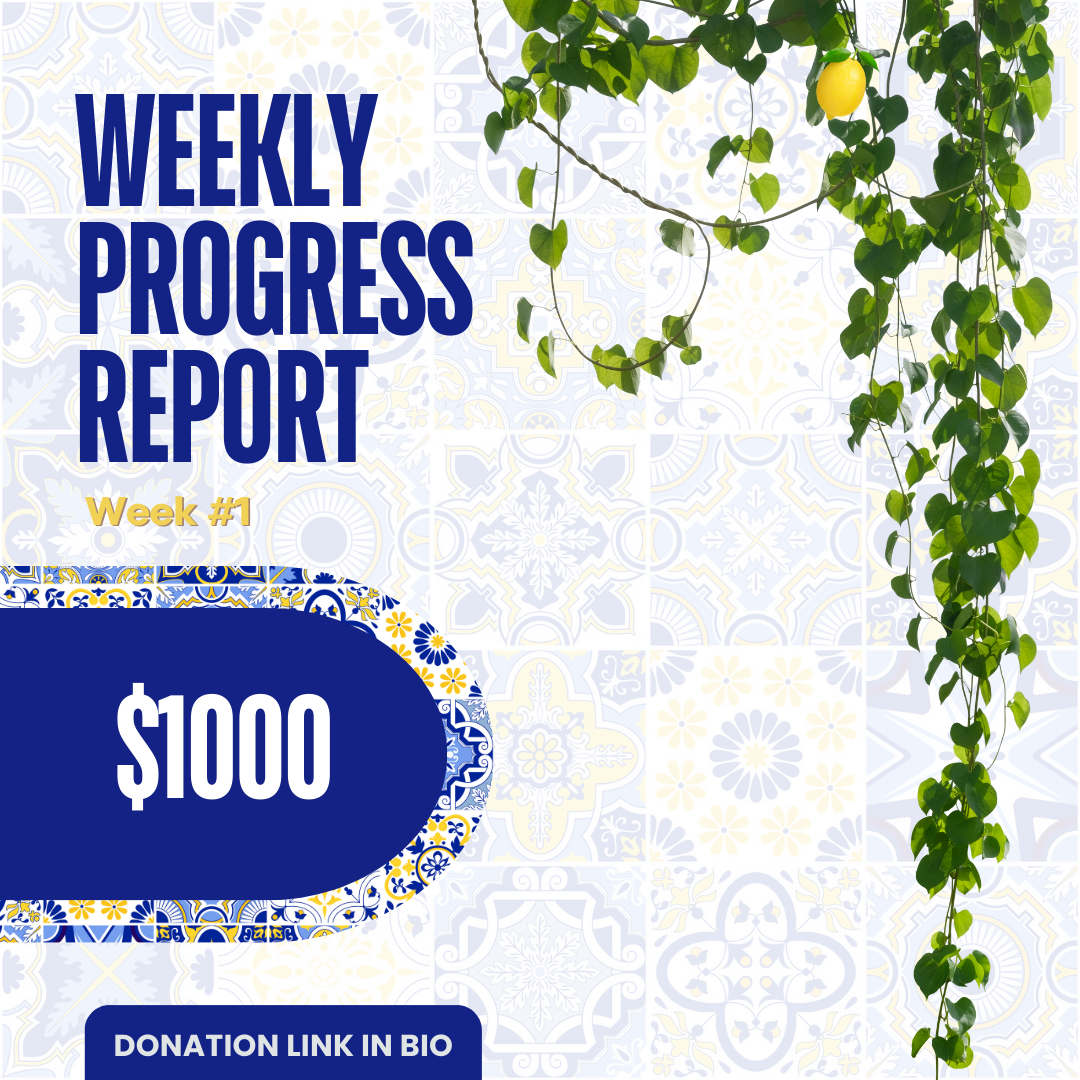 WEEKLY
PROGRESS
REPORT
Week #1
$1000
DONATION LINK IN BIO